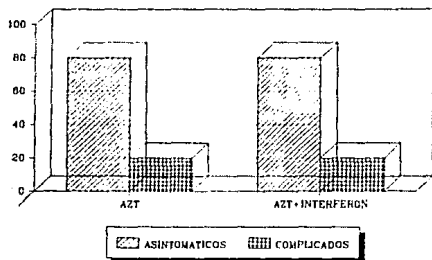 100
80
60
40
20
0
AZT
AZT+INTERFERON
ASINTOMATICOS
COMPLICADOS